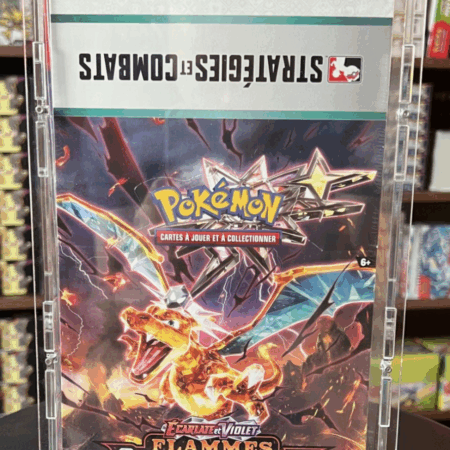 STRATÉGIES ET COMBATS
POKÉMON
CARTES À JOUER ET À COLLECTIONNER
6+
ÉCARLATE et VIOLET
FLAMMES